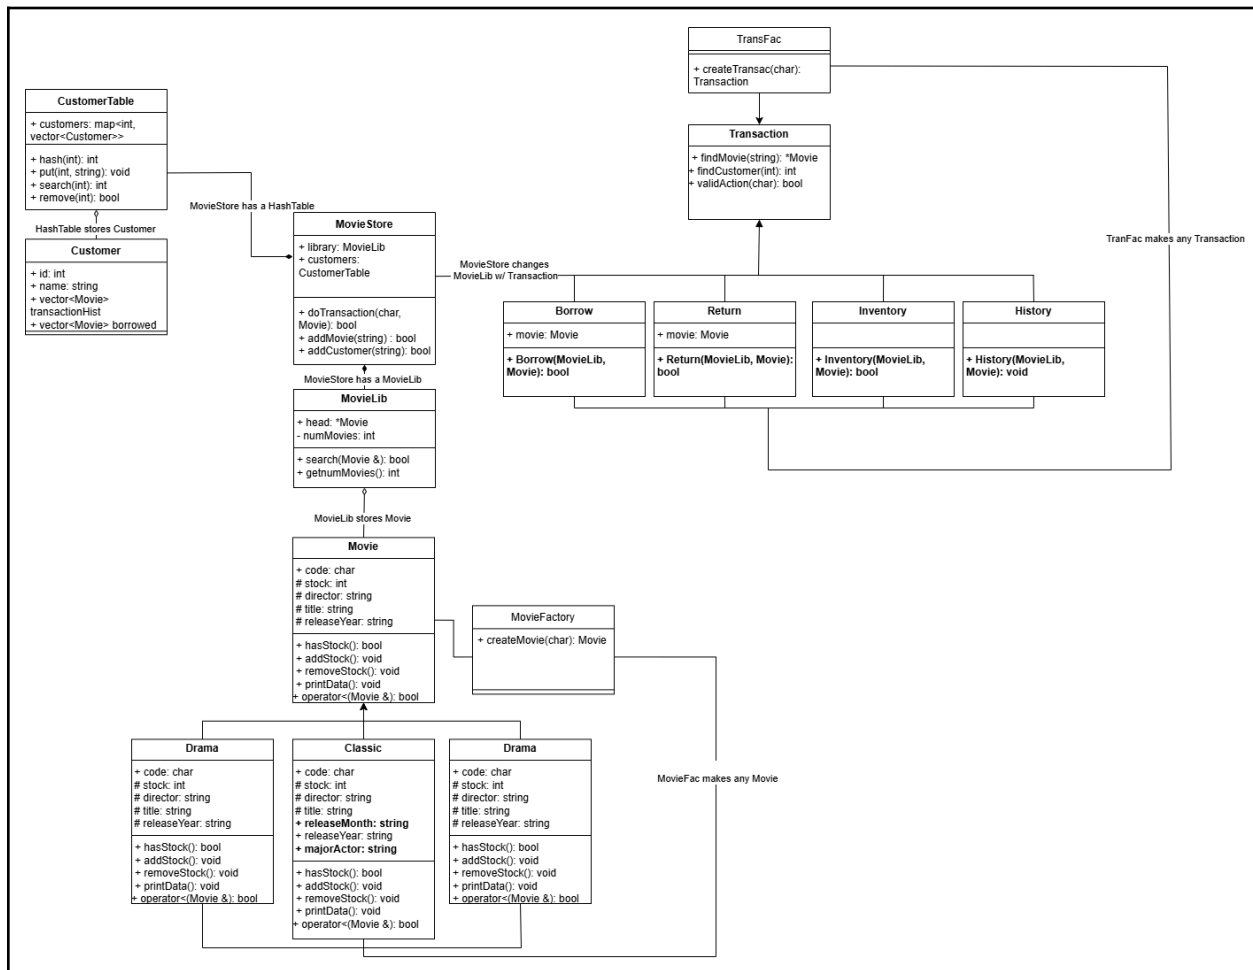 TransFac
+ createTransac(char):
Transaction
CustomerTable
+ customers: map<int,
vector<Customer>>
+ hash(int): int
+ put(int, string): void
+ search(int): int
+ remove(int): bool
Transaction
+ findMovie(string): *Movie
+ findCustomer(int): int
+ validAction(char): bool
MovieStore has a HashTable
HashTable stores Customer
Customer
+ id: int
+ name: string
+ vector<Movie>
transactionHist
+ vector<Movie> borrowed
MovieStore
+ library: MovieLib
+ customers:
CustomerTable
+ doTransaction(char,
Movie): bool
+ addMovie(string) : bool
+ addCustomer(string): bool
MovieStore changes
MovieLib w/ Transaction
TranFac makes any Transaction
Borrow
+ movie: Movie
+ Borrow(MovieLib,
Movie): bool
Return
+ movie: Movie
+ Return(MovieLib, Movie):
bool
Inventory
+ Inventory(MovieLib,
Movie): bool
History
+ History(MovieLib,
Movie): void
MovieStore has a MovieLib
MovieLib
+ head: *Movie
- numMovies: int
+ search(Movie &): bool
+ getnumMovies(): int
MovieLib stores Movie
Movie
+ code: char
# stock: int
# director: string
# title: string
# releaseYear: string
+ hasStock(): bool
+ addStock(): void
+ removeStock(): void
+ printData(): void
+ operator<(Movie &): bool
MovieFactory
+ createMovie(char): Movie
Drama
+ code: char
# stock: int
# director: string
# title: string
# releaseYear: string
+ hasStock(): bool
+ addStock(): void
+ removeStock(): void
+ printData(): void
+ operator<(Movie &): bool
Classic
+ code: char
# stock: int
# director: string
# title: string
+ releaseMonth: string
+ releaseYear: string
+ majorActor: string
+ hasStock(): bool
+ addStock(): void
+ removeStock(): void
+ printData(): void
+ operator<(Movie &): bool
Drama
+ code: char
# stock: int
# director: string
# title: string
# releaseYear: string
+ hasStock(): bool
+ addStock(): void
+ removeStock(): void
+ printData(): void
+ operator<(Movie &): bool
MovieFac makes any Movie